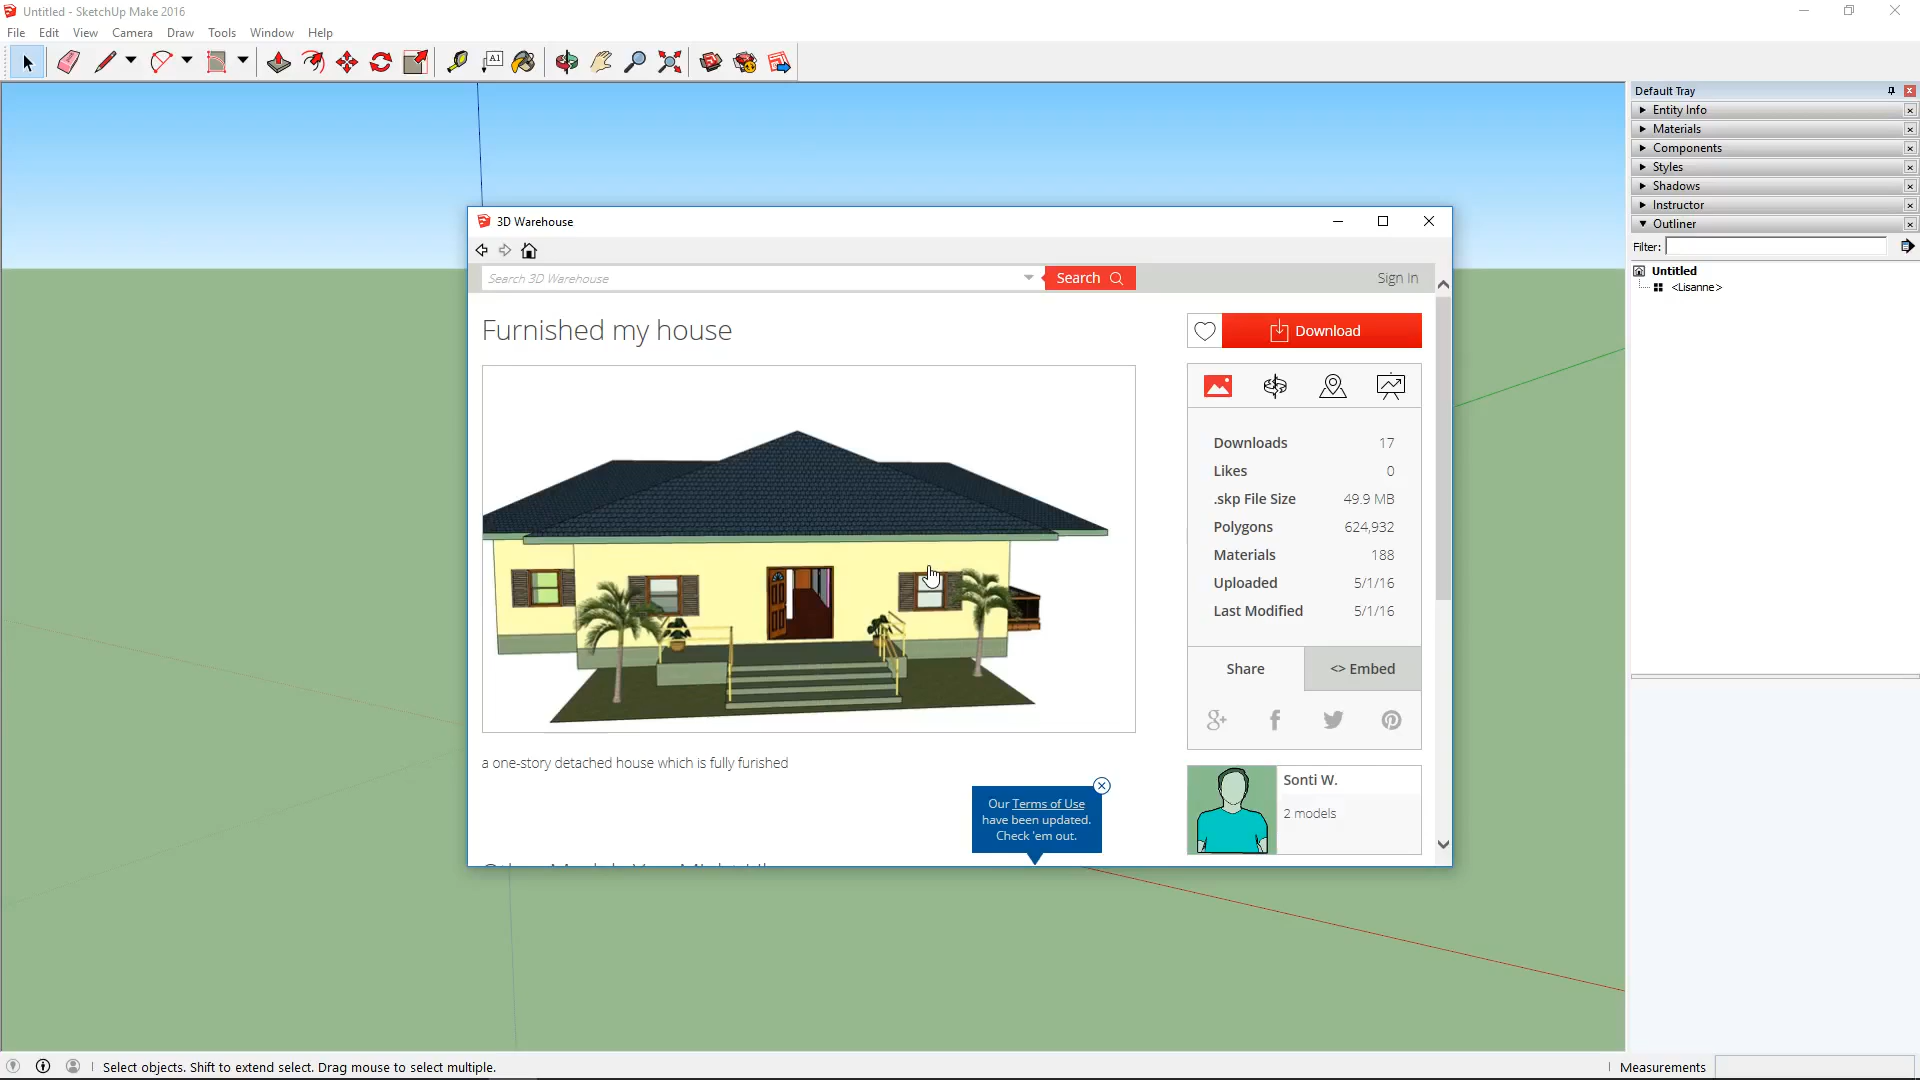 Untitled - SketchUp Make 2016
File Edit View Camera Draw Tools Window Help
A1
Default Tray
Entity Info
Materials
Components
Styles
Shadows
Instructor
Outliner
Filter:
Untitled
<Lisanne>
3D Warehouse
Search 3D Warehouse
Search
Sign in
Furnished my house
Download
Downloads 17
Likes 0
.skp File Size 49.9 MB
Polygons 624,932
Materials 188
Uploaded 5/1/16
Last Modified 5/1/16
Share
<> Embed
g+
a one-story detached house which is fully furished
Sonti W.
2 models
Our Terms of Use
have been updated.
Check 'em out.
Select objects. Shift to extend select. Drag mouse to select multiple.
Measurements